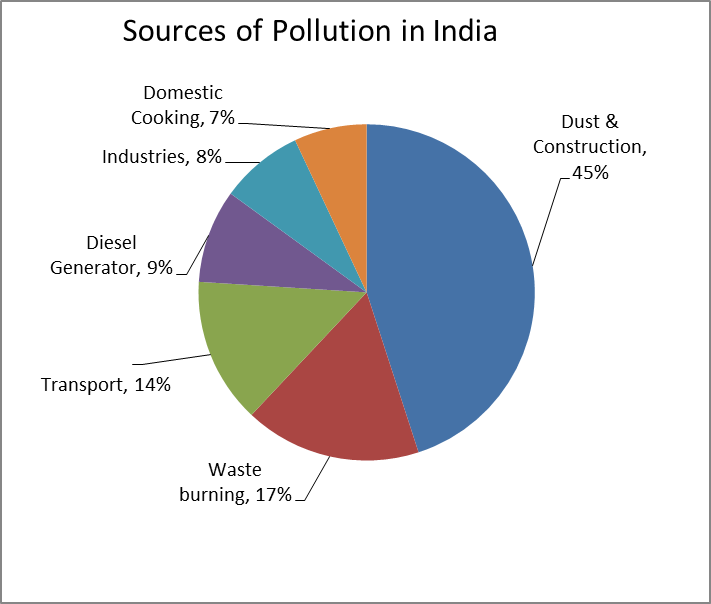 Sources of Pollution in India
Domestic
Cooking, 7%
Dust &
Construction,
45%
Industries, 8%
Diesel
Generator, 9%
Transport, 14%
Waste
burning, 17%